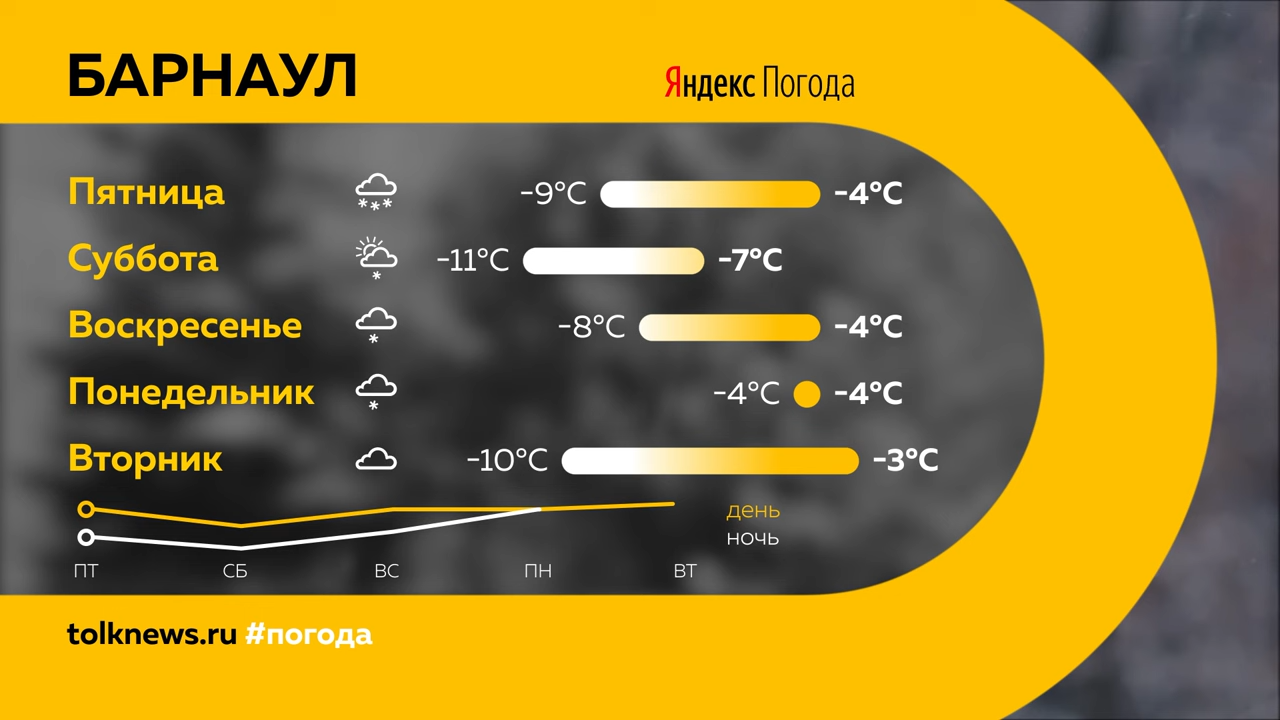 БАРНАУЛ
Яндекс Погода
Пятница -9°C -4°C
Суббота -11°C -7°C
Воскресенье -8°C -4°C
Понедельник -4°C -4°C
Вторник -10°C -3°C
день
ночь
ПТ СБ ВС ПН ВТ
tolknews.ru #погода